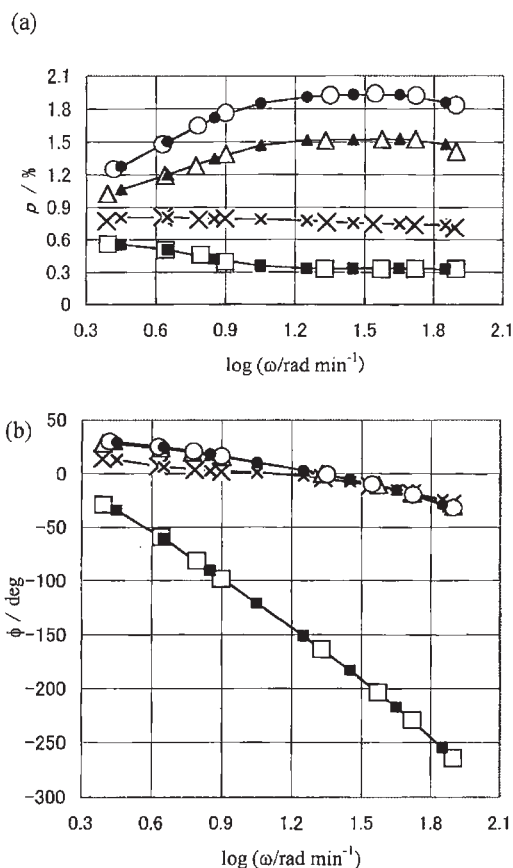 (a)
2.1
1.8
1.5
1.2
0.9
0.6
0.3
0
p / %
0.3 0.6 0.9 1.2 1.5 1.8 2.1
log (ω/rad min⁻¹)
(b)
50
0
-50
-100
-150
-200
-250
-300
ϕ / deg
0.3 0.6 0.9 1.2 1.5 1.8 2.1
log (ω/rad min⁻¹)